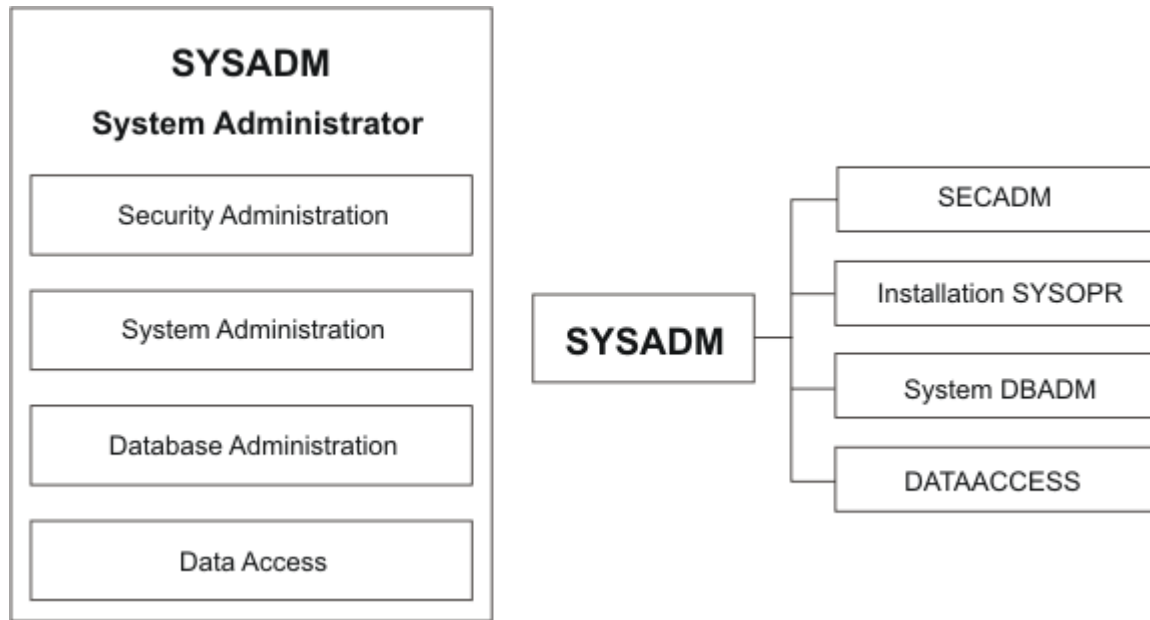 SYSADM
System Administrator
Security Administration
System Administration
Database Administration
Data Access
SYSADM
SECADM
Installation SYSOPR
System DBADM
DATAACCESS